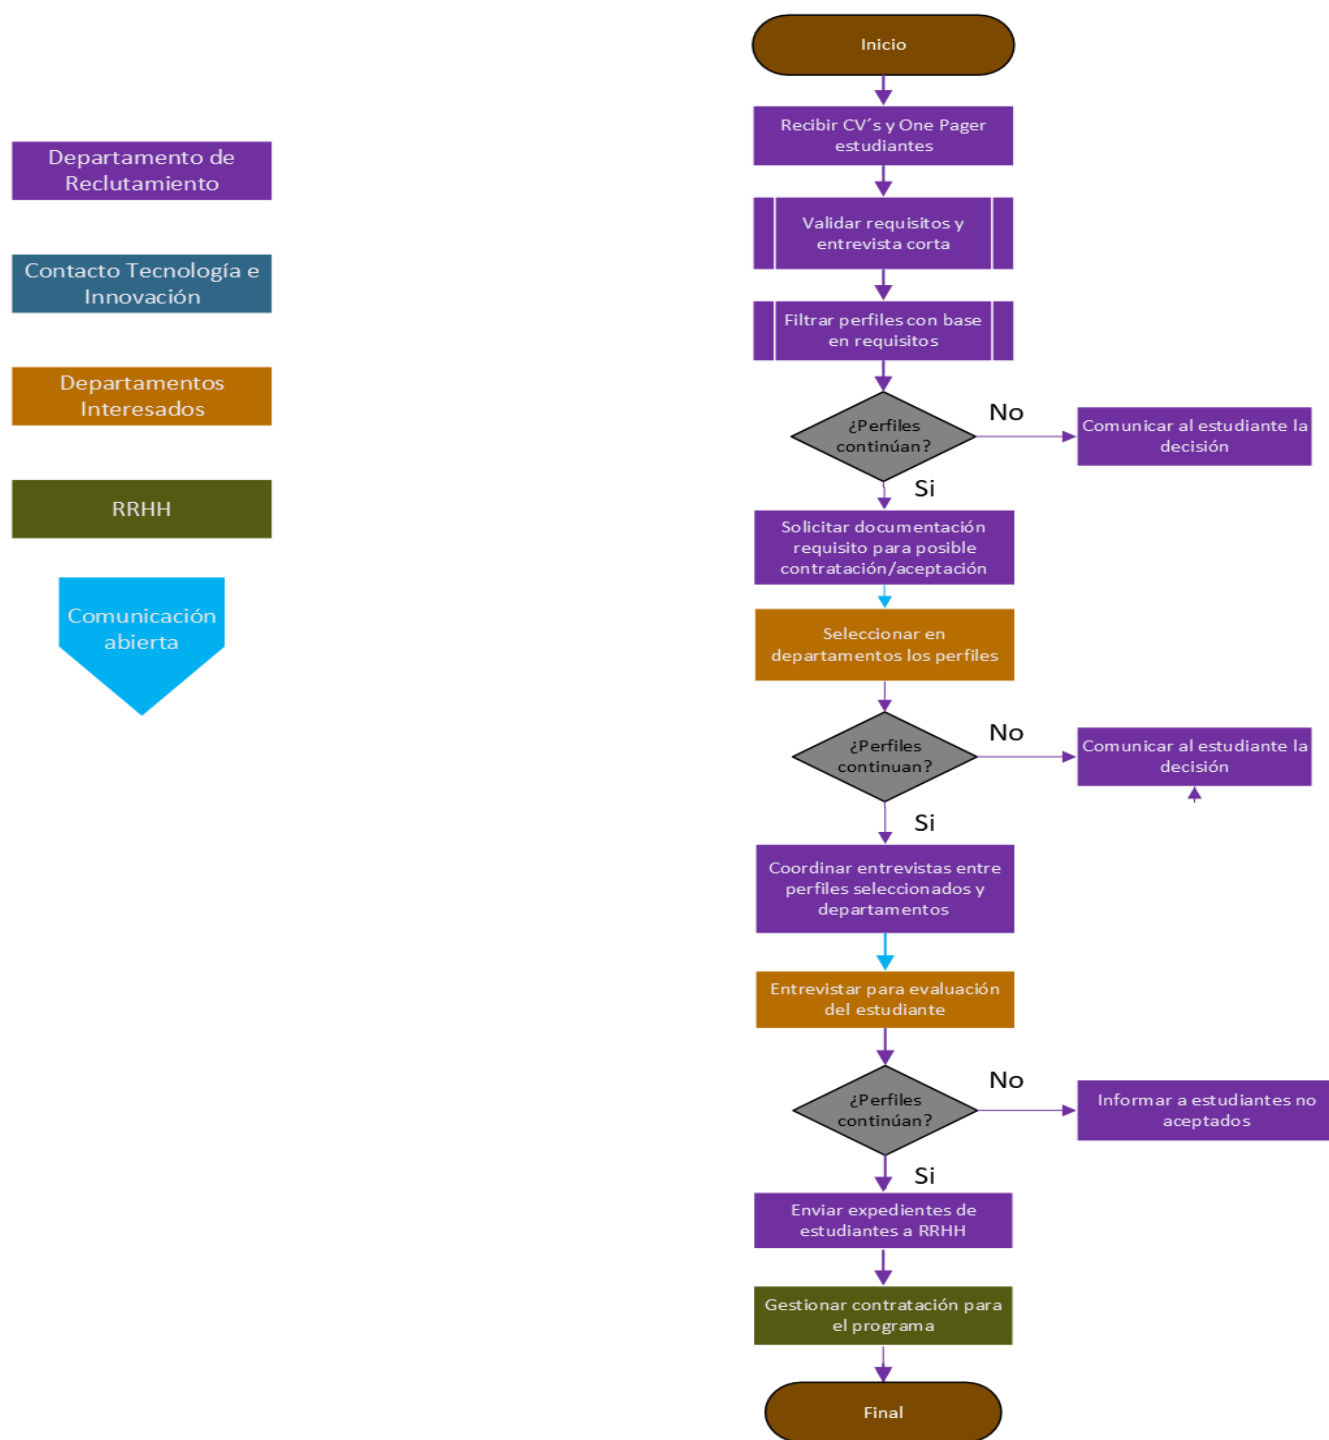 Departamento de
Reclutamiento
Contacto Tecnología e
Innovación
Departamentos
Interesados
RRHH
Comunicación
abierta
Inicio
Recibir CV´s y One Pager
estudiantes
Validar requisitos y
entrevista corta
Filtrar perfiles con base
en requisitos
¿Perfiles
continúan?
No
Comunicar al estudiante la
decisión
Si
Solicitar documentación
requisito para posible
contratación/aceptación
Seleccionar en
departamentos los perfiles
¿Perfiles
continuan?
No
Comunicar al estudiante la
decisión
Si
Coordinar entrevistas entre
perfiles seleccionados y
departamentos
Entrevistar para evaluación
del estudiante
¿Perfiles
continúan?
No
Informar a estudiantes no
aceptados
Si
Enviar expedientes de
estudiantes a RRHH
Gestionar contratación para
el programa
Final